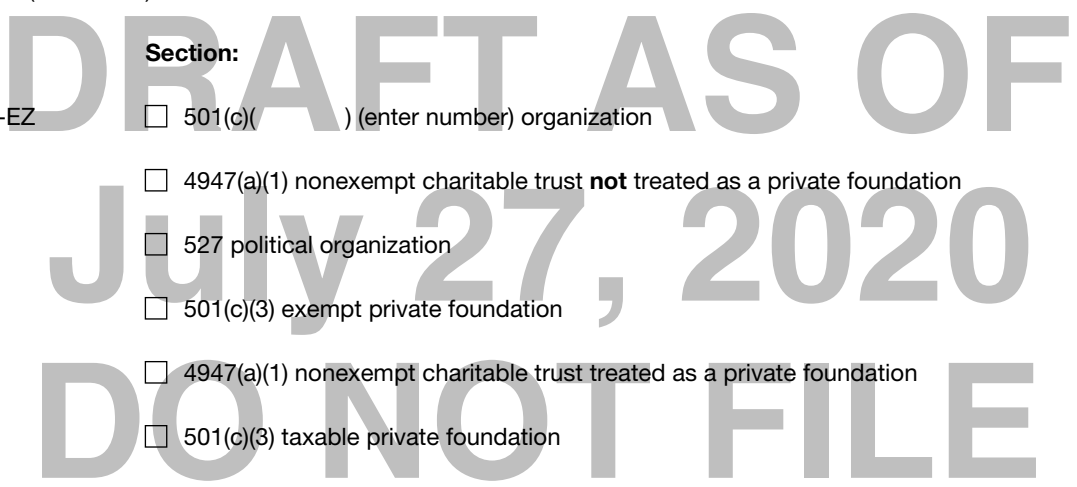 DRAFT AS OF
Section:
-EZ ☐ 501(c)( ) (enter number) organization
☐ 4947(a)(1) nonexempt charitable trust not treated as a private foundation
July 27, 2020
☐ 527 political organization
☐ 501(c)(3) exempt private foundation
☐ 4947(a)(1) nonexempt charitable trust treated as a private foundation
DO NOT FILE
☐ 501(c)(3) taxable private foundation